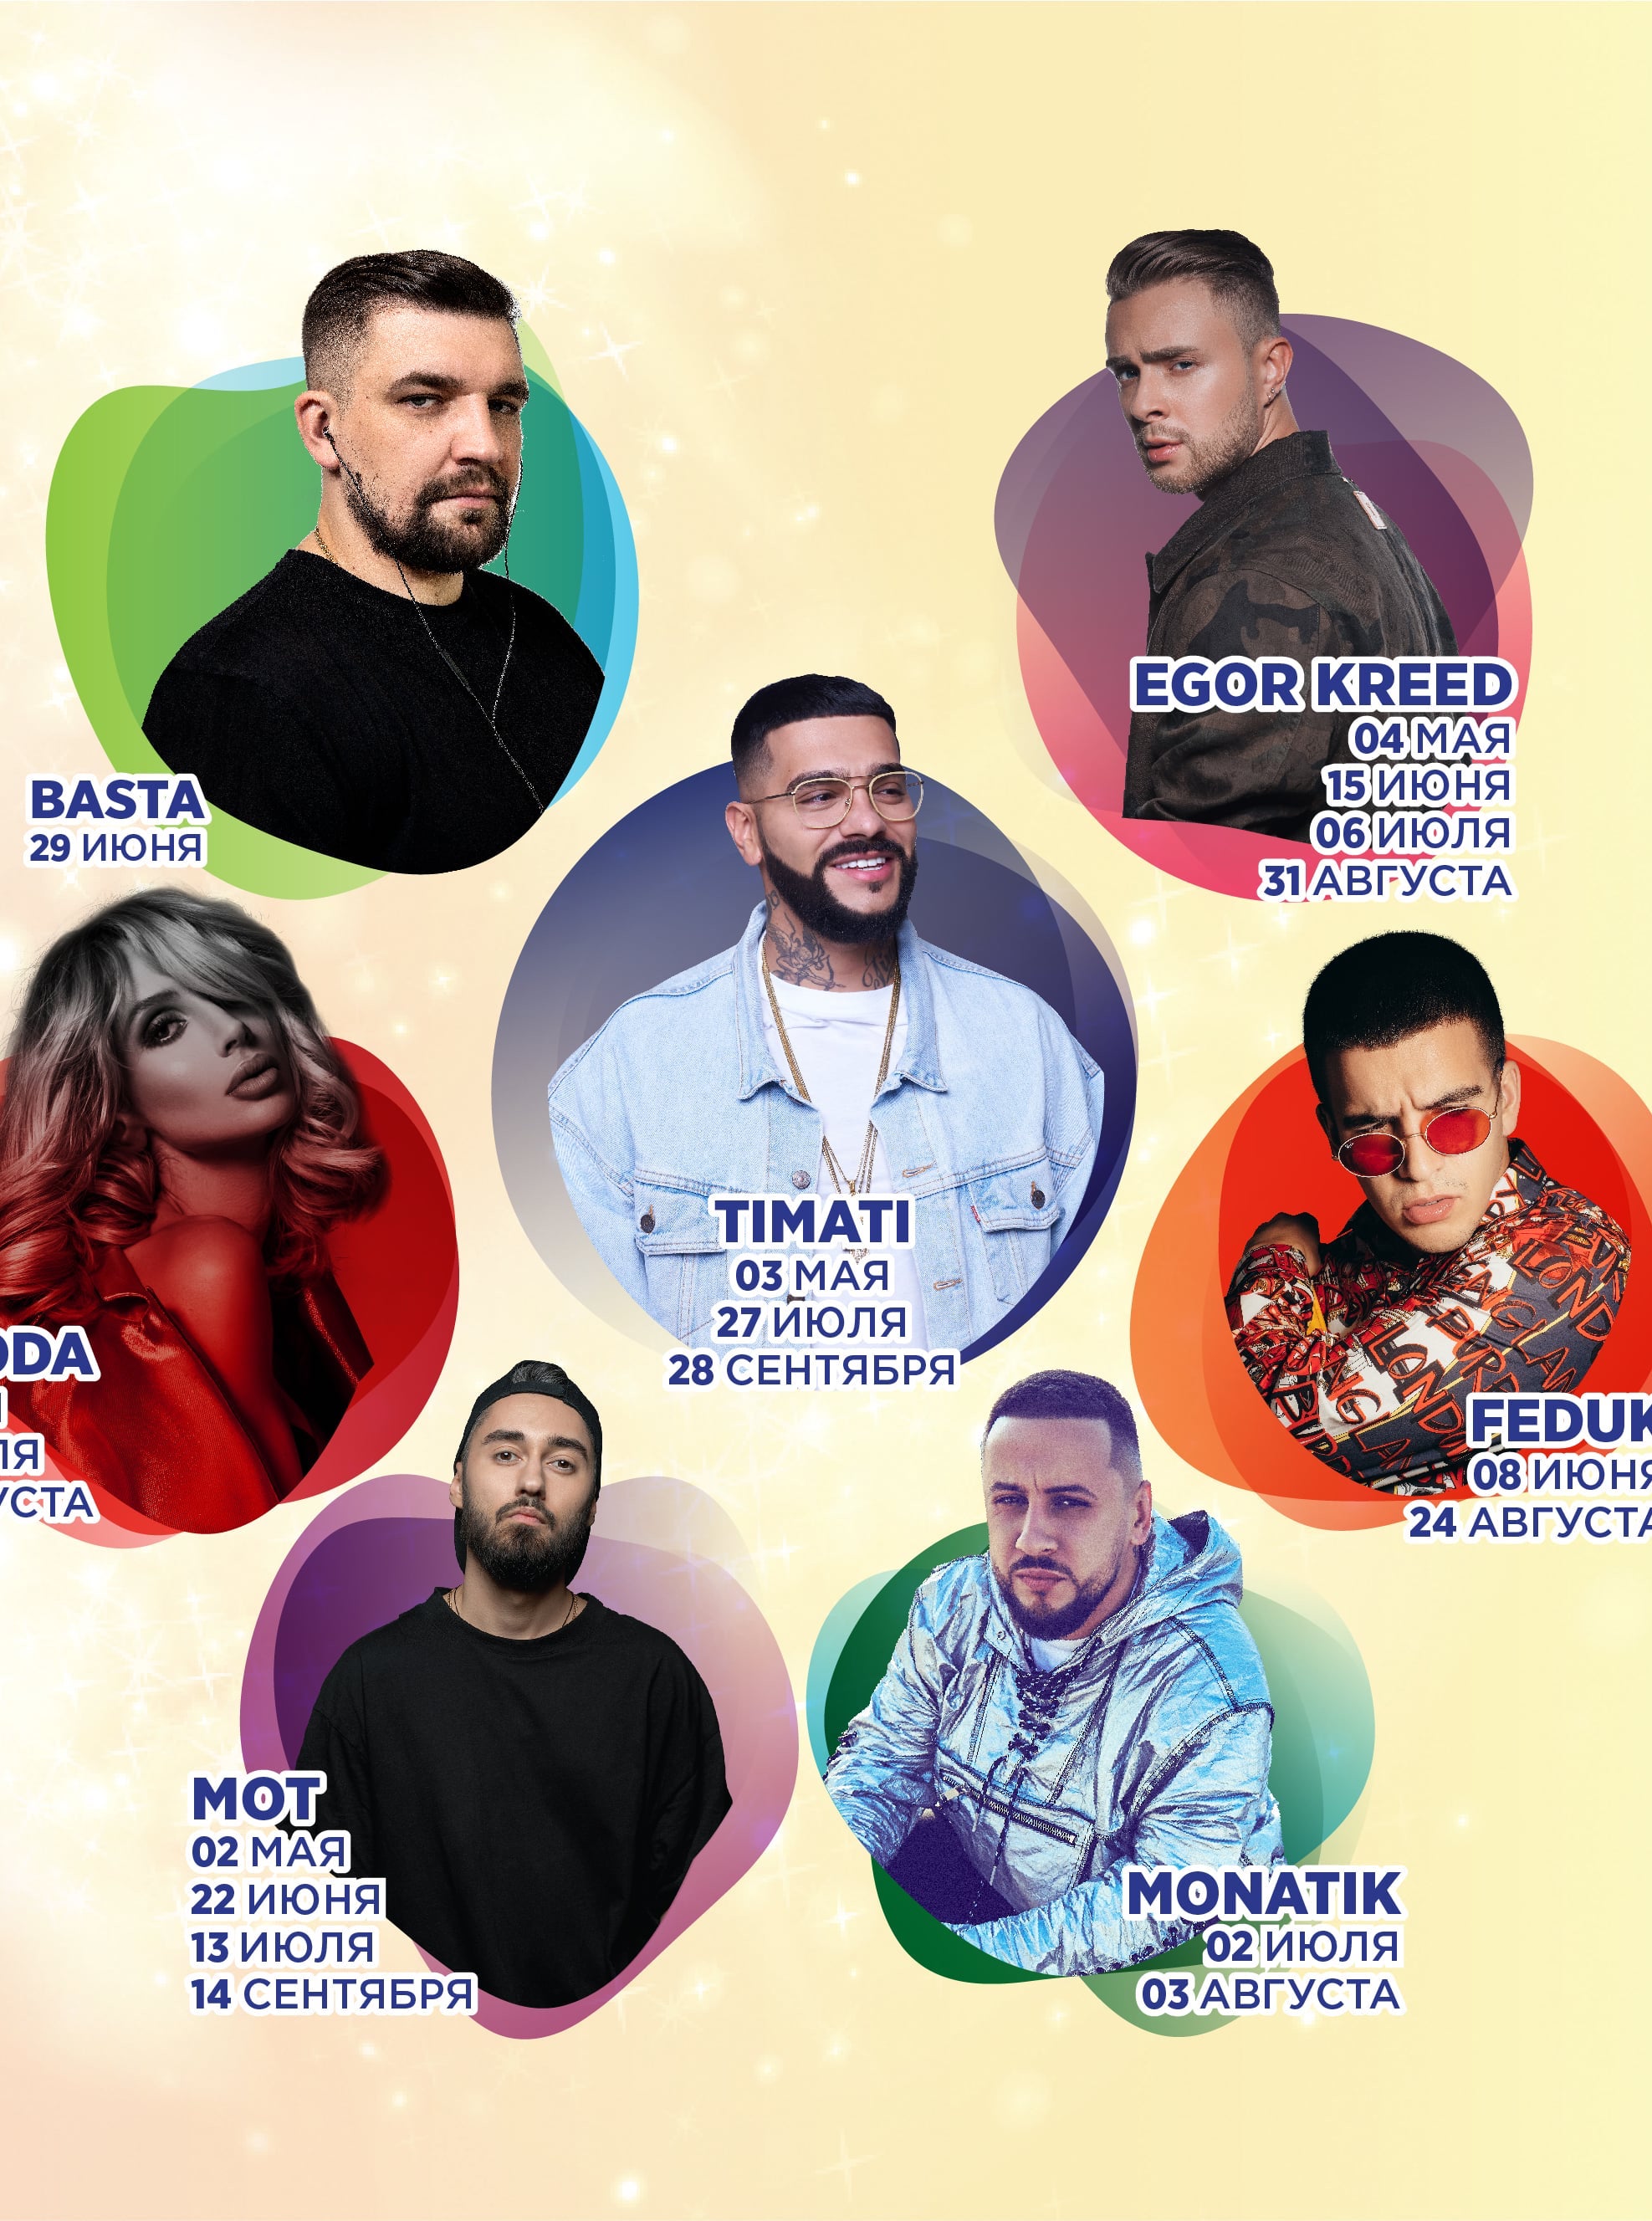 BASTA
29 ИЮНЯ
EGOR KREED
04 МАЯ
15 ИЮНЯ
06 ИЮЛЯ
31 АВГУСТА
TIMATI
03 МАЯ
27 ИЮЛЯ
28 СЕНТЯБРЯ
FEDUK
08 ИЮНЯ
24 АВГУСТА
MOT
02 МАЯ
22 ИЮНЯ
13 ИЮЛЯ
14 СЕНТЯБРЯ
MONATIK
02 ИЮЛЯ
03 АВГУСТА